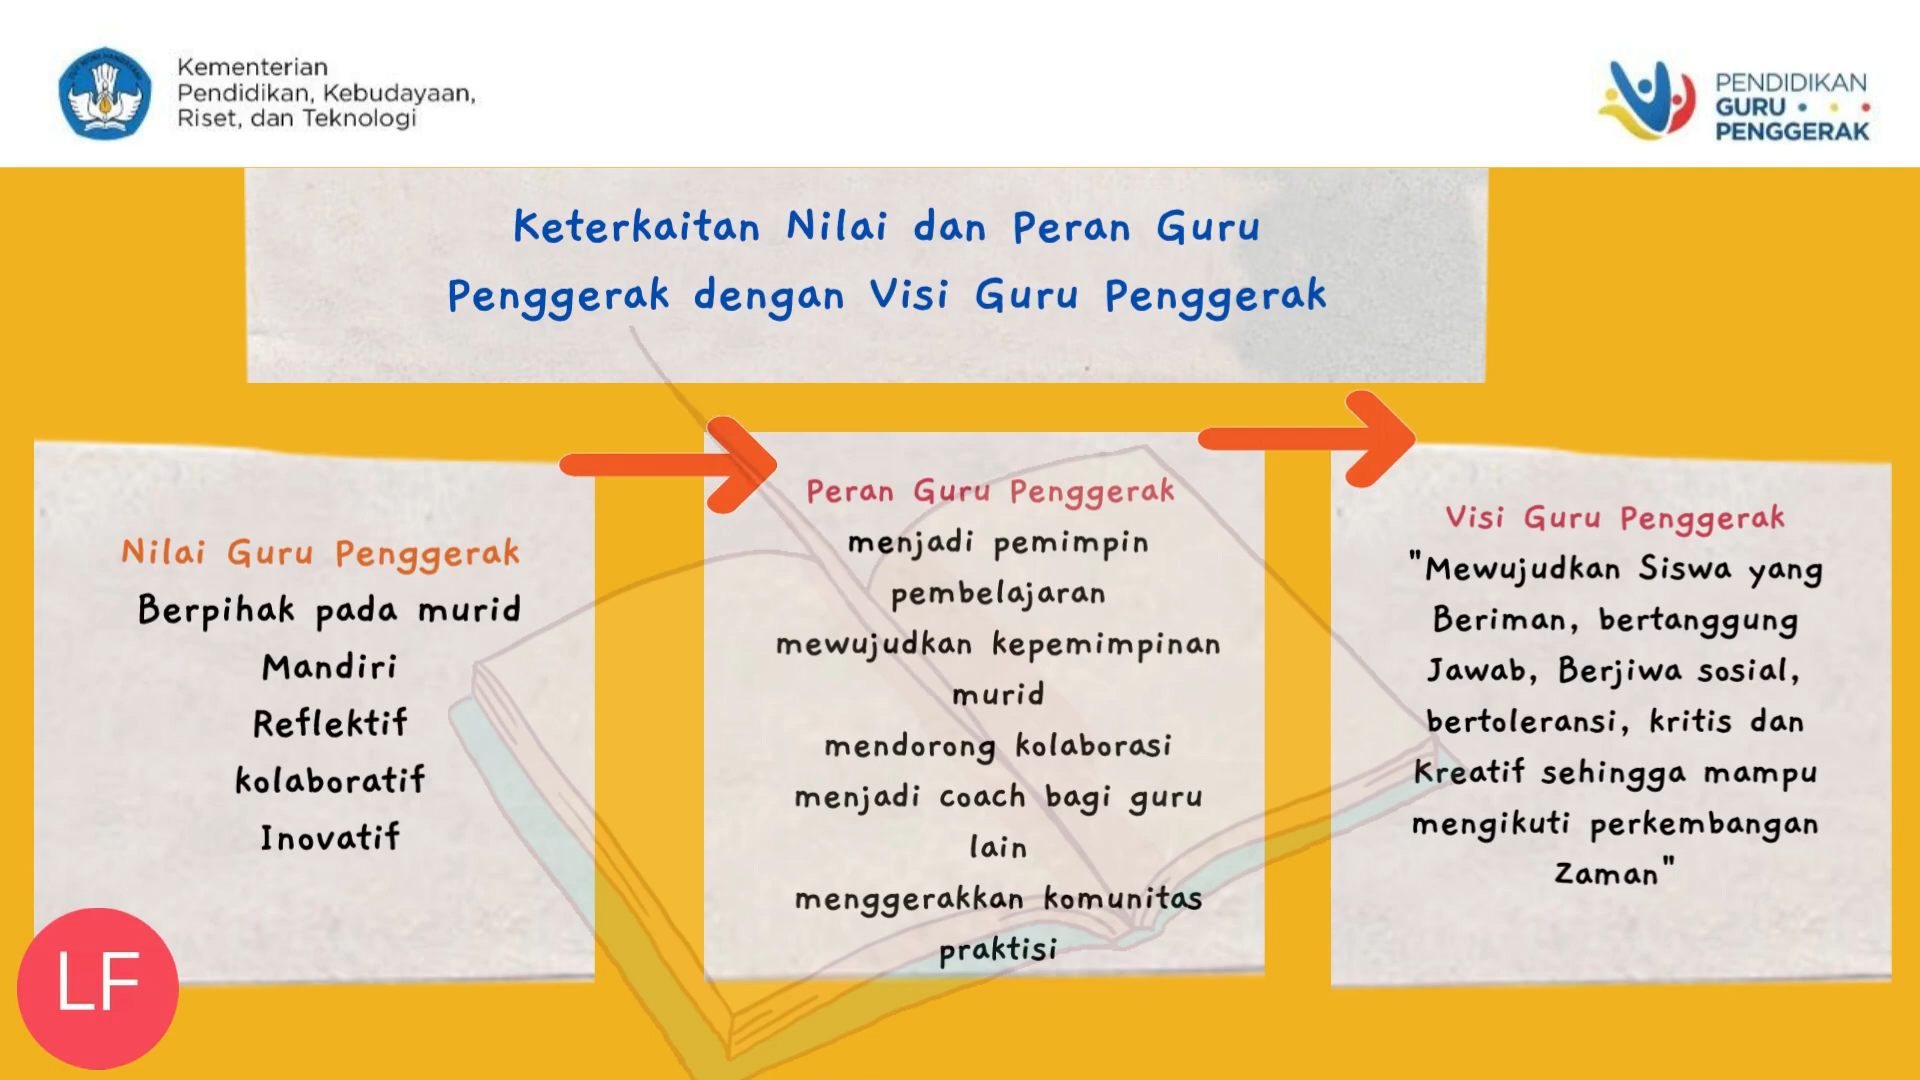 Kementerian
Pendidikan, Kebudayaan,
Riset, dan Teknologi
PENDIDIKAN
GURU
PENGGERAK
Keterkaitan Nilai dan Peran Guru
Penggerak dengan Visi Guru Penggerak
Nilai Guru Penggerak
Berpihak pada murid
Mandiri
Reflektif
kolaboratif
Inovatif
Peran Guru Penggerak
menjadi pemimpin
pembelajaran
mewujudkan kepemimpinan
murid
mendorong kolaborasi
menjadi coach bagi guru
lain
menggerakkan komunitas
praktisi
Visi Guru Penggerak
"Mewujudkan Siswa yang
Beriman, bertanggung
Jawab, Berjiwa sosial,
bertoleransi, kritis dan
Kreatif sehingga mampu
mengikuti perkembangan
Zaman"
LF